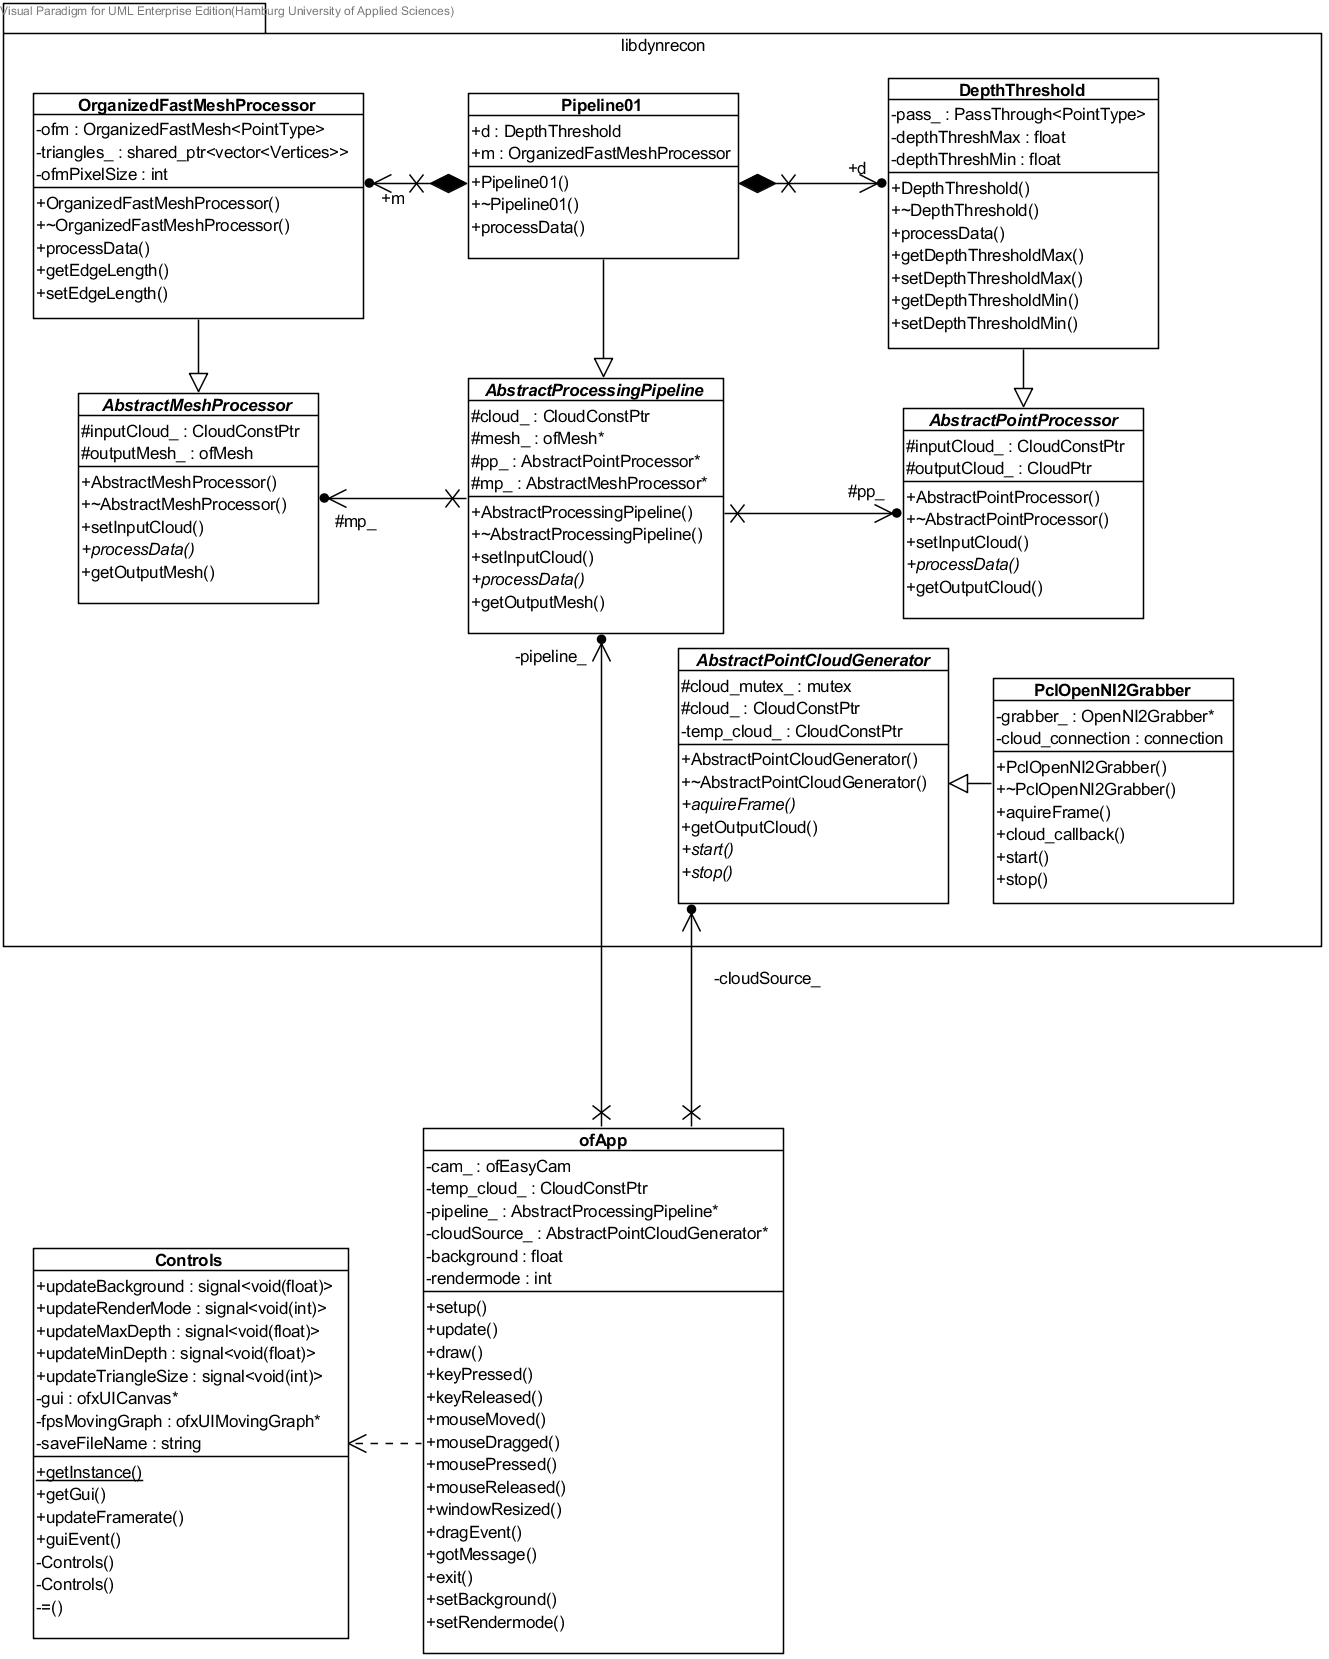 Visual Paradigm for UML Enterprise Edition(Hamburg University of Applied Sciences)
libdynrecon
OrganizedFastMeshProcessor
-ofm : OrganizedFastMesh<PointType>
-triangles_ : shared_ptr<vector<Vertices>>
-ofmPixelSize : int
+OrganizedFastMeshProcessor()
+~OrganizedFastMeshProcessor()
+processData()
+getEdgeLength()
+setEdgeLength()
+m
Pipeline01
+d : DepthThreshold
+m : OrganizedFastMeshProcessor
+Pipeline01()
+~Pipeline01()
+processData()
+d
DepthThreshold
-pass_ : PassThrough<PointType>
-depthThreshMax : float
-depthThreshMin : float
+DepthThreshold()
+~DepthThreshold()
+processData()
+getDepthThresholdMax()
+setDepthThresholdMax()
+getDepthThresholdMin()
+setDepthThresholdMin()
AbstractMeshProcessor
#inputCloud_ : CloudConstPtr
#outputMesh_ : ofMesh
+AbstractMeshProcessor()
+~AbstractMeshProcessor()
+setInputCloud()
+processData()
+getOutputMesh()
#mp_
AbstractProcessingPipeline
#cloud_ : CloudConstPtr
#mesh_ : ofMesh*
#pp_ : AbstractPointProcessor*
#mp_ : AbstractMeshProcessor*
+AbstractProcessingPipeline()
+~AbstractProcessingPipeline()
+setInputCloud()
+processData()
+getOutputMesh()
#pp_
AbstractPointProcessor
#inputCloud_ : CloudConstPtr
#outputCloud_ : CloudPtr
+AbstractPointProcessor()
+~AbstractPointProcessor()
+setInputCloud()
+processData()
+getOutputCloud()
-pipeline_
AbstractPointCloudGenerator
#cloud_mutex_ : mutex
#cloud_ : CloudConstPtr
-temp_cloud_ : CloudConstPtr
+AbstractPointCloudGenerator()
+~AbstractPointCloudGenerator()
+aquireFrame()
+getOutputCloud()
+start()
+stop()
PclOpenNI2Grabber
-grabber_ : OpenNI2Grabber*
-cloud_connection : connection
+PclOpenNI2Grabber()
+~PclOpenNI2Grabber()
+aquireFrame()
+cloud_callback()
+start()
+stop()
-cloudSource_
ofApp
-cam_ : ofEasyCam
-temp_cloud_ : CloudConstPtr
-pipeline_ : AbstractProcessingPipeline*
-cloudSource_ : AbstractPointCloudGenerator*
-background : float
-rendermode : int
+setup()
+update()
+draw()
+keyPressed()
+keyReleased()
+mouseMoved()
+mouseDragged()
+mousePressed()
+mouseReleased()
+windowResized()
+dragEvent()
+gotMessage()
+exit()
+setBackground()
+setRendermode()
Controls
+updateBackground : signal<void(float)>
+updateRenderMode : signal<void(int)>
+updateMaxDepth : signal<void(float)>
+updateMinDepth : signal<void(float)>
+updateTriangleSize : signal<void(int)>
-gui : ofxUICanvas*
-fpsMovingGraph : ofxUIMovingGraph*
-saveFileName : string
+getInstance()
+getGui()
+updateFramerate()
+guiEvent()
-Controls()
-Controls()
-=()